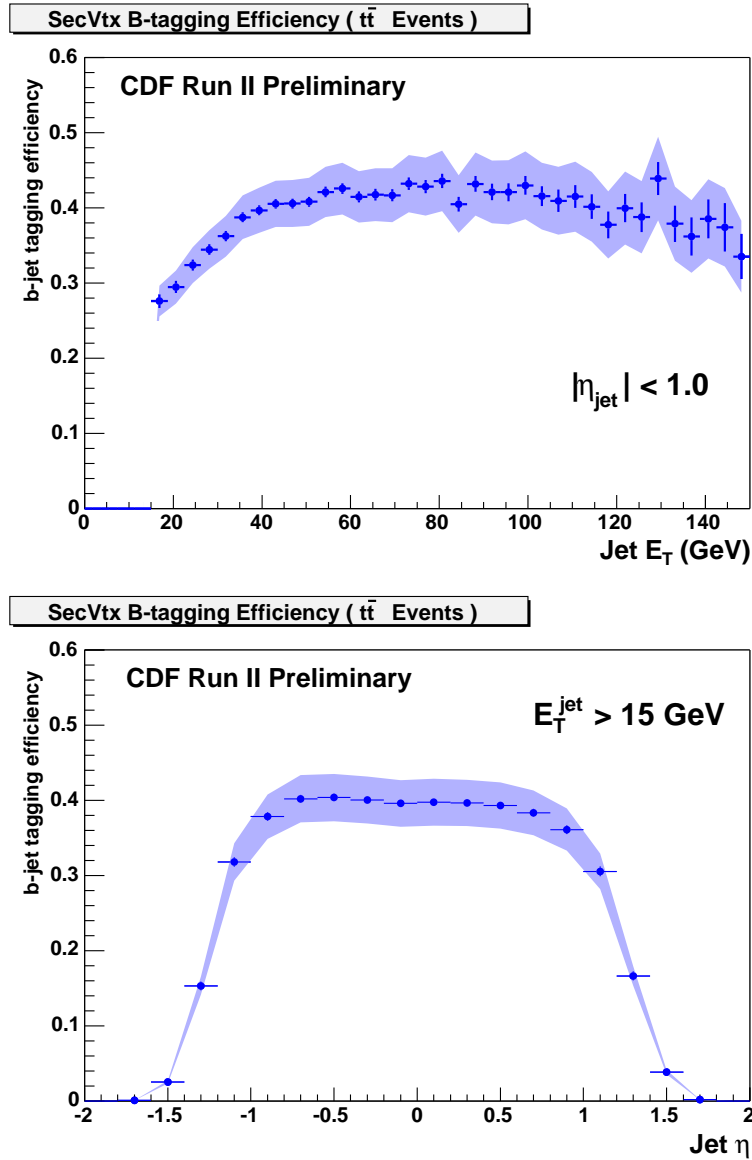 SecVtx B-tagging Efficiency ( tt̄ Events )
CDF Run II Preliminary
b-jet tagging efficiency
0.6
0.5
0.4
0.3
0.2
0.1
0
|η_jet| < 1.0
0 20 40 60 80 100 120 140
Jet E_T (GeV)
SecVtx B-tagging Efficiency ( tt̄ Events )
CDF Run II Preliminary
E_T^jet > 15 GeV
b-jet tagging efficiency
0.6
0.5
0.4
0.3
0.2
0.1
0
-2 -1.5 -1 -0.5 0 0.5 1 1.5 2
Jet η